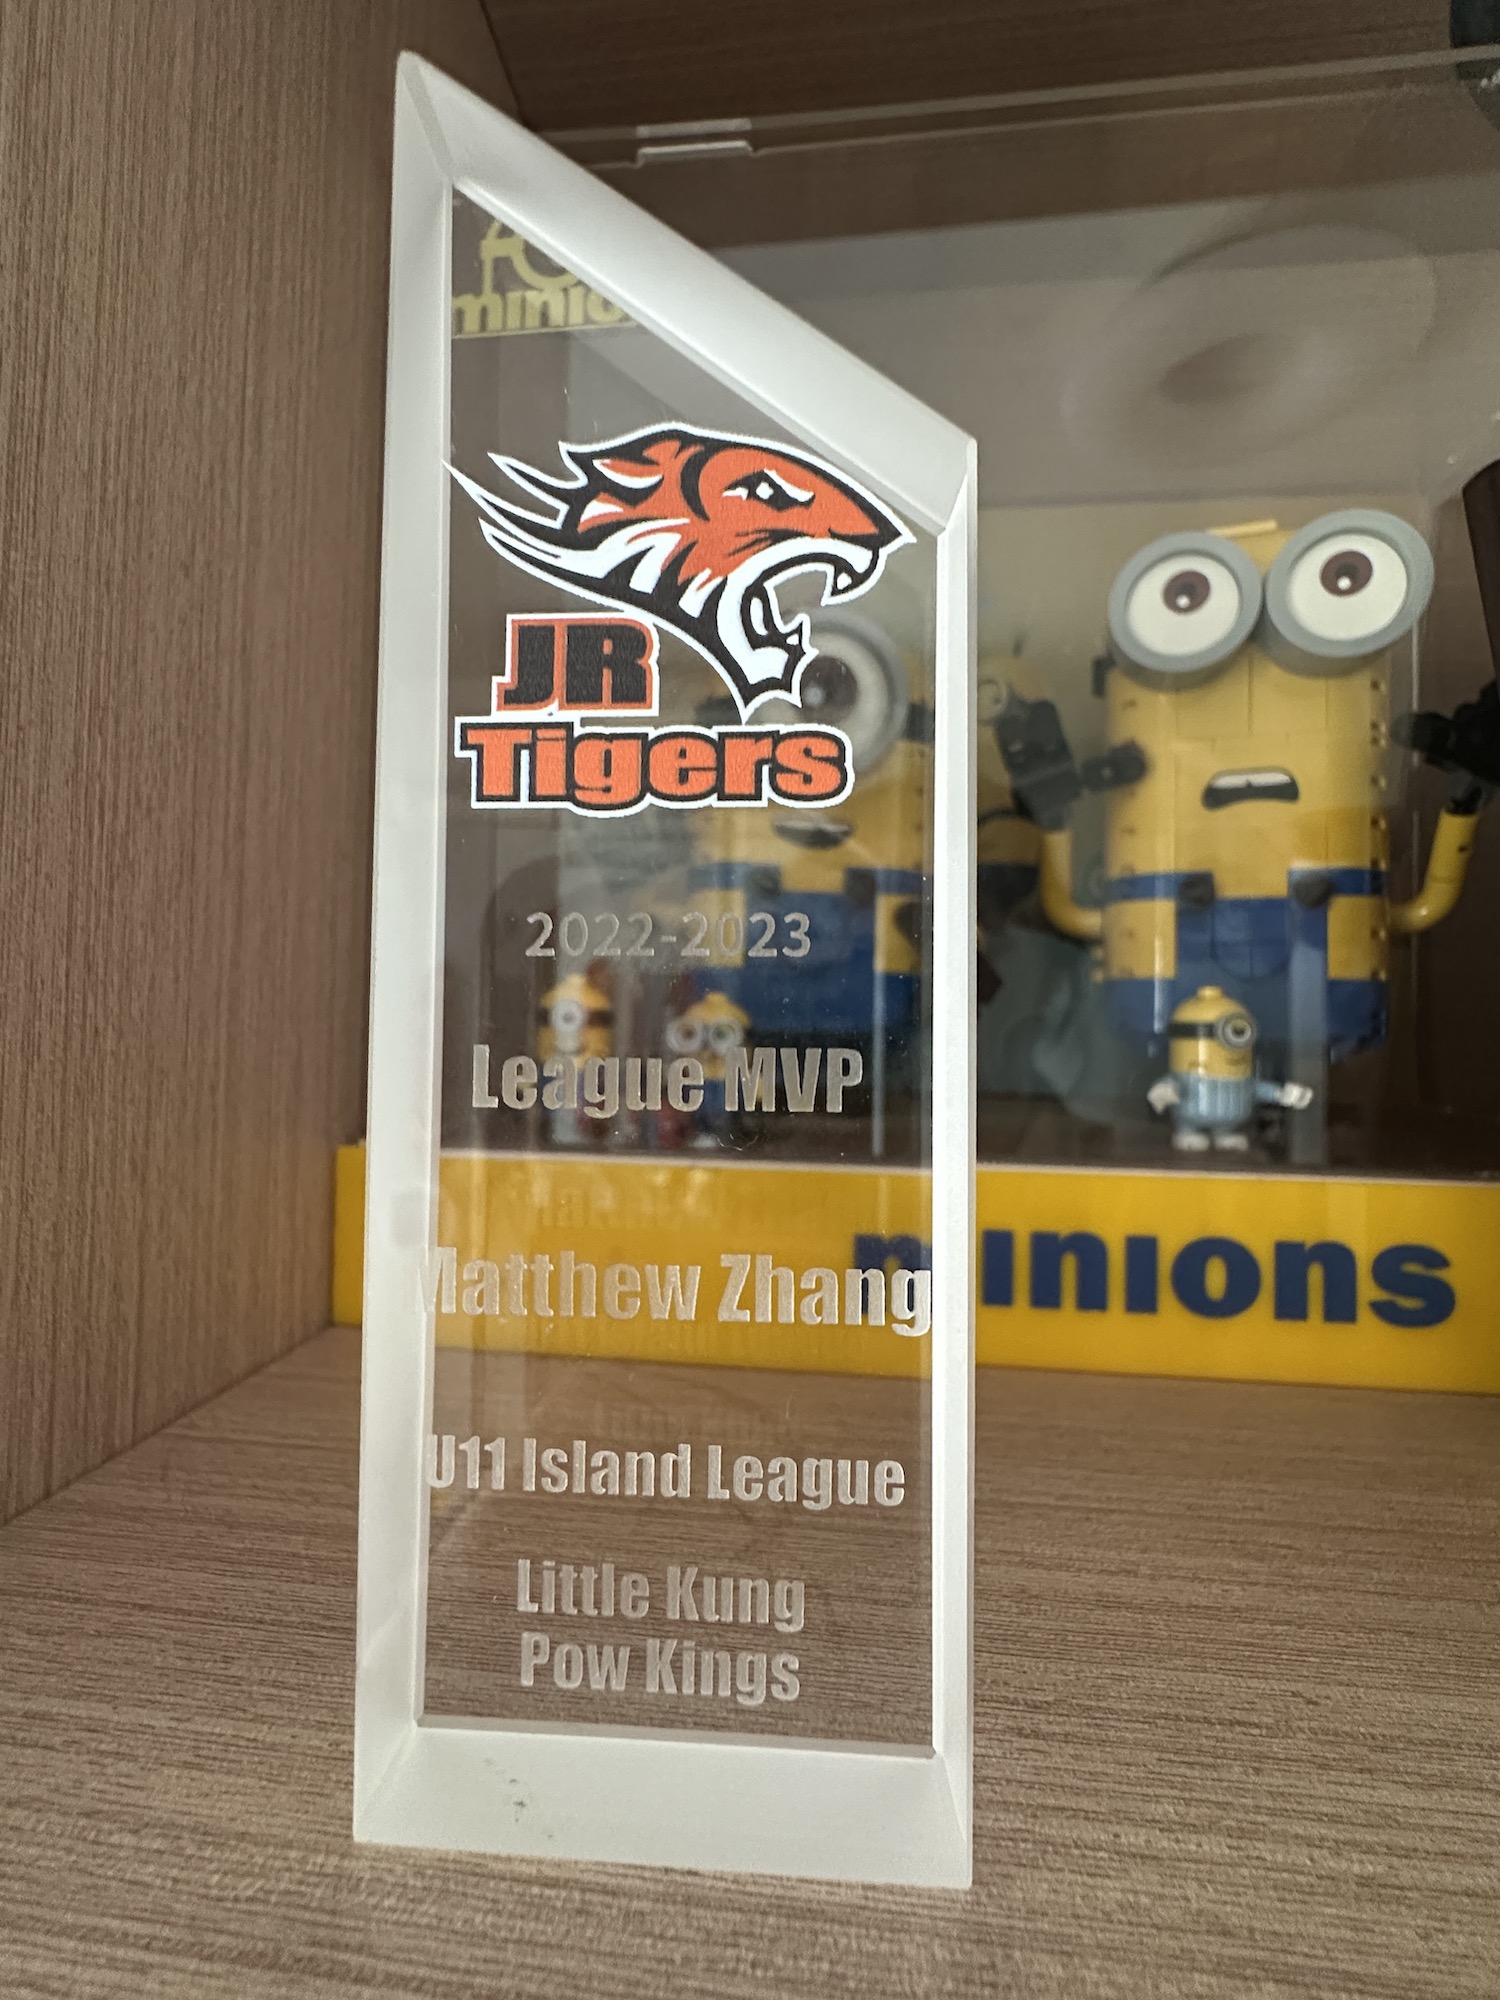 JR
Tigers
2022-2023
League MVP
Matthew Zhang
U11 Island League
Little Kung
Pow Kings
minions